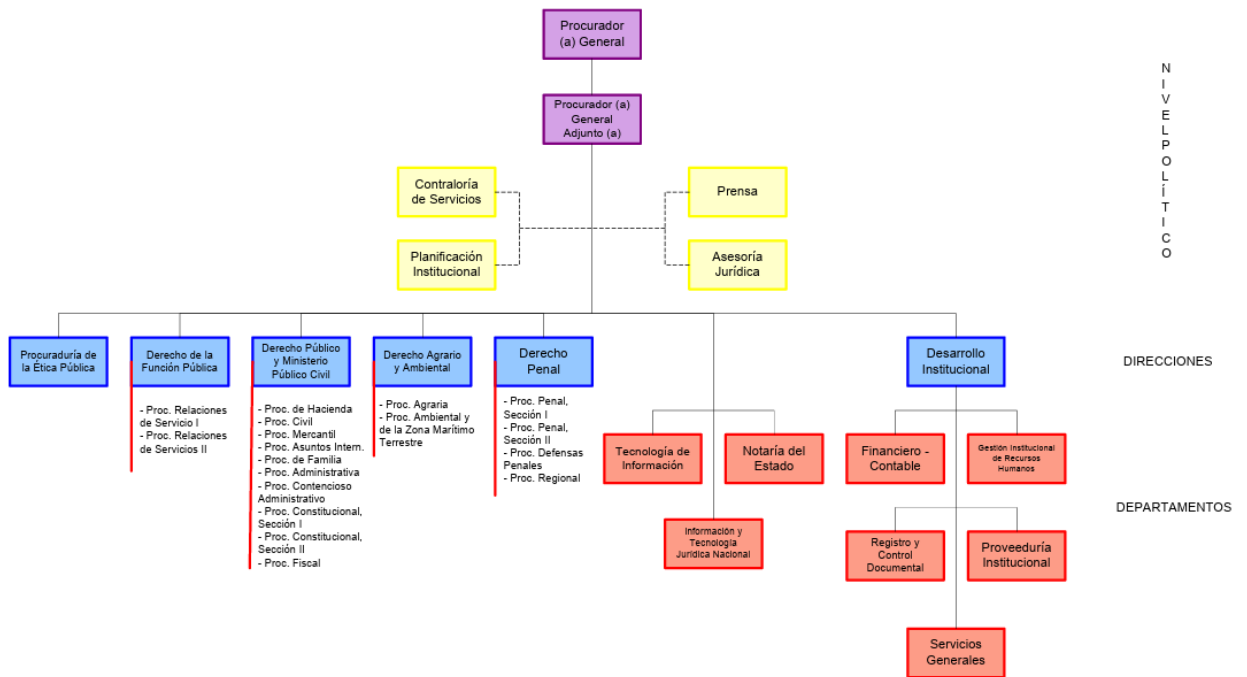 Procurador
(a) General
Procurador (a)
General
Adjunto (a)
N
I
V
E
L
P
O
L
Í
T
I
C
O
Contraloría
de Servicios
Prensa
Planificación
Institucional
Asesoría
Jurídica
Procuraduría de
la Ética Pública
Derecho de la
Función Pública
- Proc. Relaciones
de Servicio I
- Proc. Relaciones
de Servicios II
Derecho Público
y Ministerio
Público Civil
- Proc. de Hacienda
- Proc. Civil
- Proc. Mercantil
- Proc. Asuntos Intern.
- Proc. de Familia
- Proc. Administrativa
- Proc. Contencioso
Administrativo
- Proc. Constitucional,
Sección I
- Proc. Constitucional,
Sección II
- Proc. Fiscal
Derecho Agrario
y Ambiental
- Proc. Agraria
- Proc. Ambiental y
de la Zona Marítimo
Terrestre
Derecho
Penal
- Proc. Penal,
Sección I
- Proc. Penal,
Sección II
- Proc. Defensas
Penales
- Proc. Regional
Desarrollo
Institucional
DIRECCIONES
Tecnología de
Información
Notaría del
Estado
Información y
Tecnología
Jurídica Nacional
Financiero -
Contable
Gestión Institucional
de Recursos
Humanos
DEPARTAMENTOS
Registro y
Control
Documental
Proveeduría
Institucional
Servicios
Generales